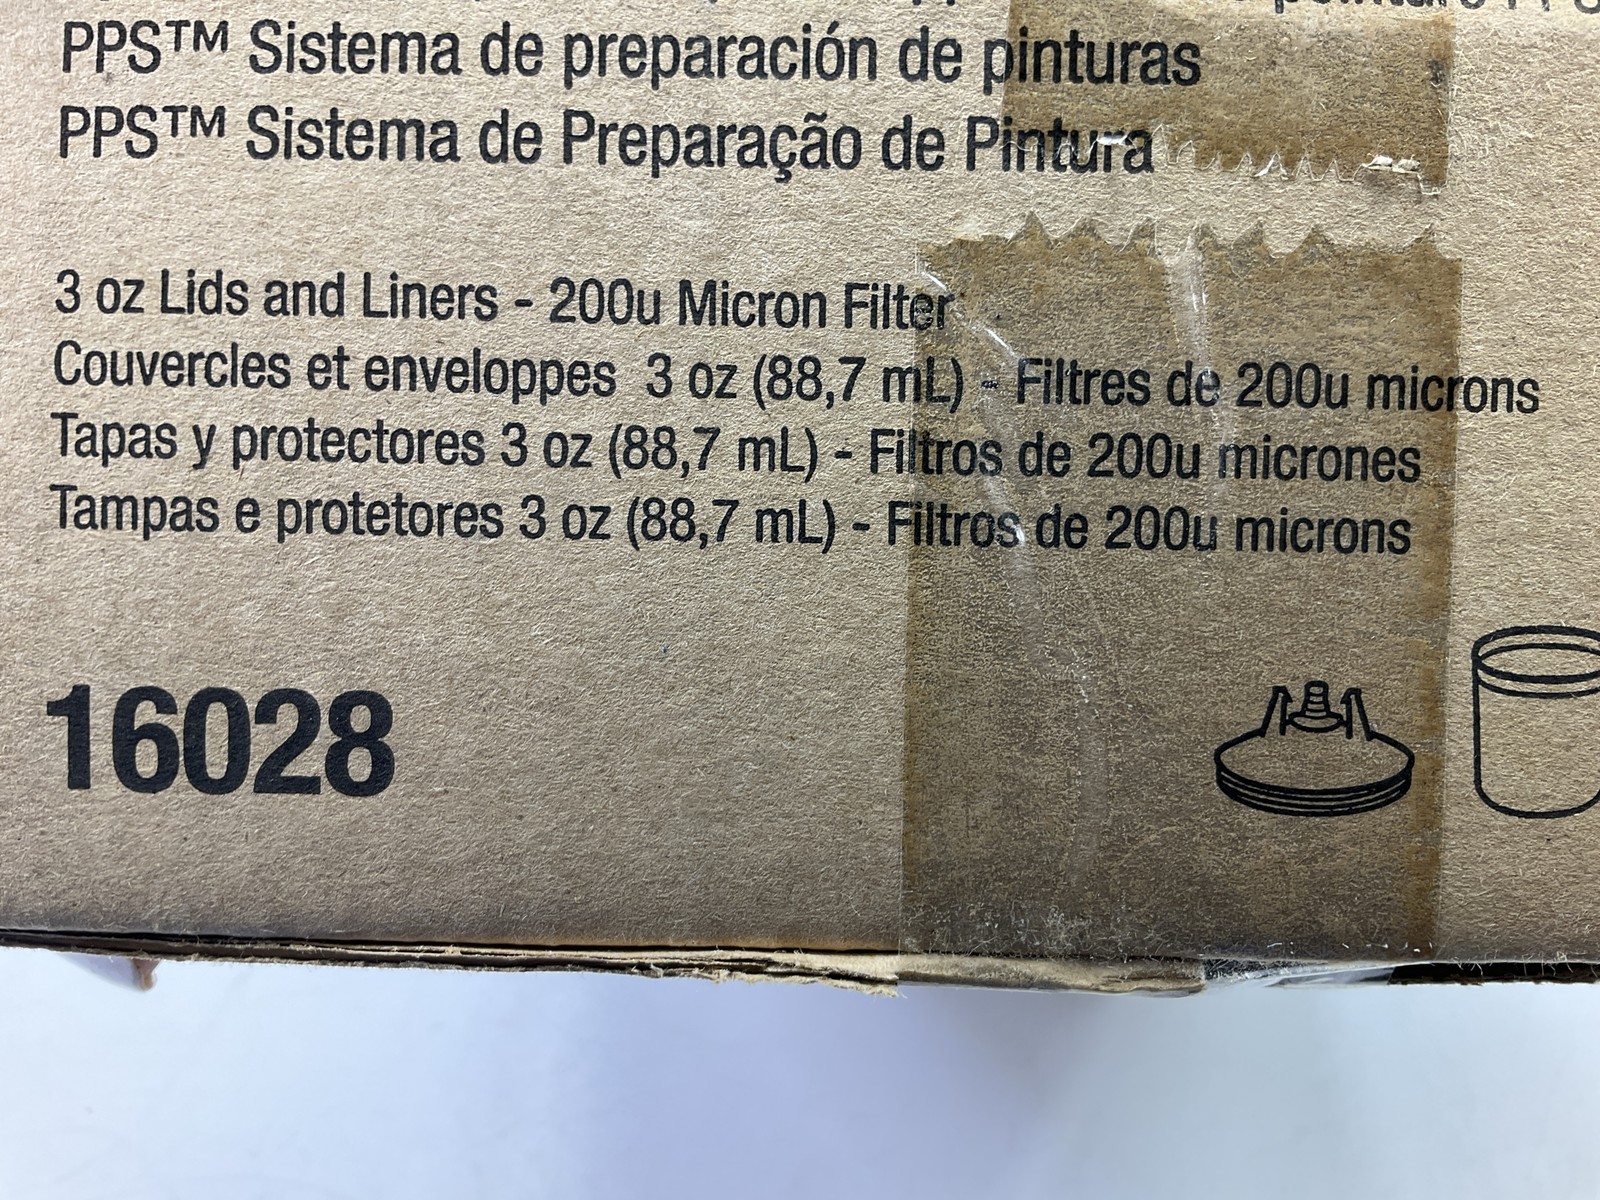 PPS™ Sistema de preparación de pinturas
PPS™ Sistema de Preparação de Pintura
3 oz Lids and Liners - 200u Micron Filter
Couvercles et enveloppes 3 oz (88,7 mL) - Filtres de 200u microns
Tapas y protectores 3 oz (88,7 mL) - Filtros de 200u micrones
Tampas e protetores 3 oz (88,7 mL) - Filtros de 200u microns
16028